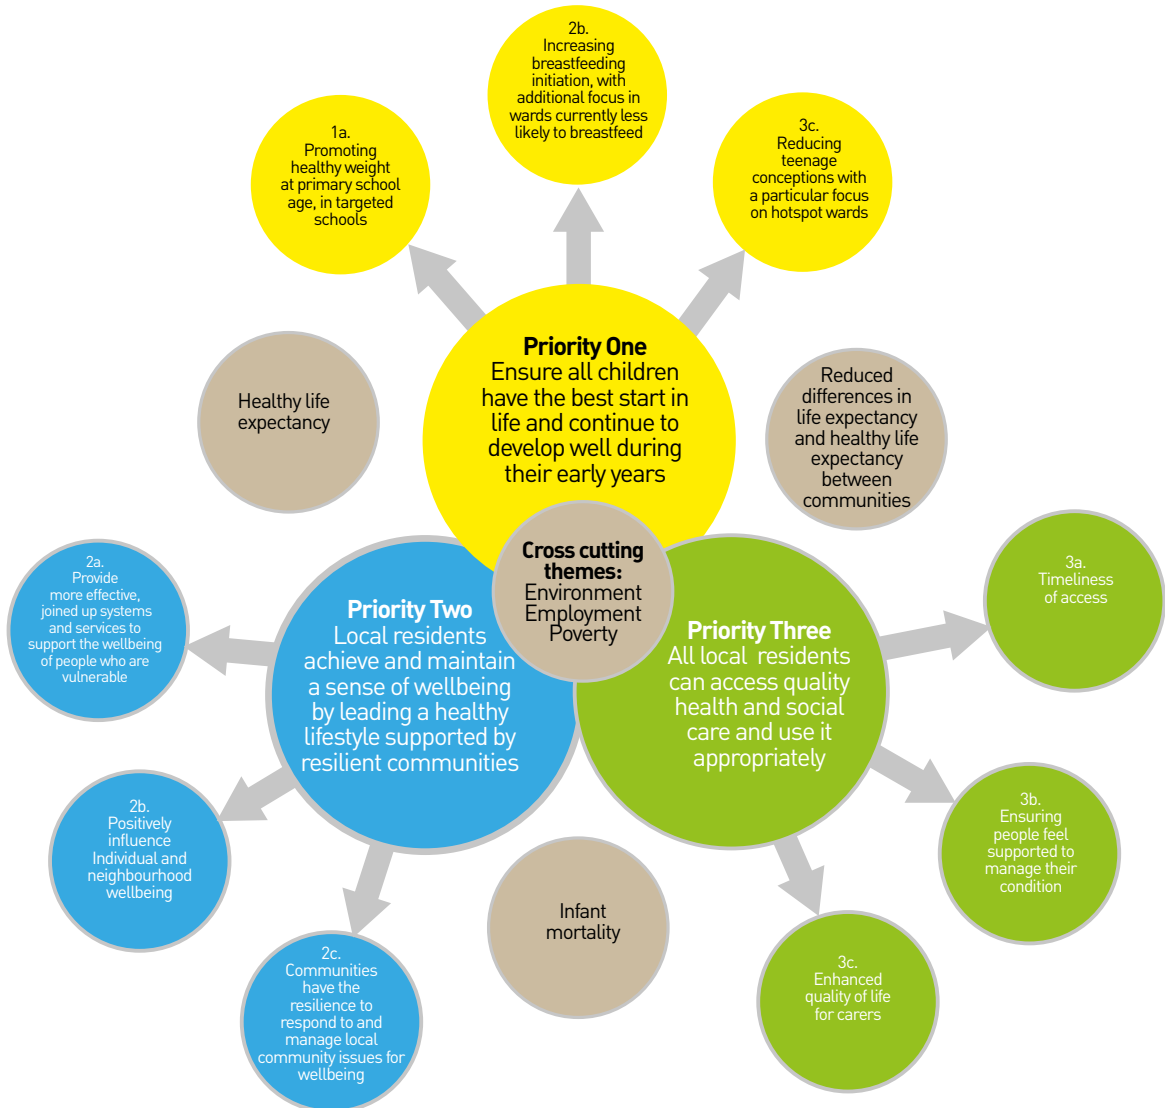 2b.
Increasing
breastfeeding
initiation, with
additional focus in
wards currently less
likely to breastfeed
1a.
Promoting
healthy weight
at primary school
age, in targeted
schools
3c.
Reducing
teenage
conceptions with
a particular focus
on hotspot wards
Priority One
Ensure all children
have the best start in
life and continue to
develop well during
their early years
Healthy life
expectancy
Reduced
differences in
life expectancy
and healthy life
expectancy
between
communities
Cross cutting
themes:
Environment
Employment
Poverty
2a.
Provide
more effective,
joined up systems
and services to
support the wellbeing
of people who are
vulnerable
Priority Two
Local residents
achieve and maintain
a sense of wellbeing
by leading a healthy
lifestyle supported by
resilient communities
Priority Three
All local residents
can access quality
health and social
care and use it
appropriately
3a.
Timeliness
of access
2b.
Positively
influence
Individual and
neighbourhood
wellbeing
3b.
Ensuring
people feel
supported to
manage their
condition
Infant
mortality
2c.
Communities
have the
resilience to
respond to and
manage local
community issues for
wellbeing
3c.
Enhanced
quality of life
for carers